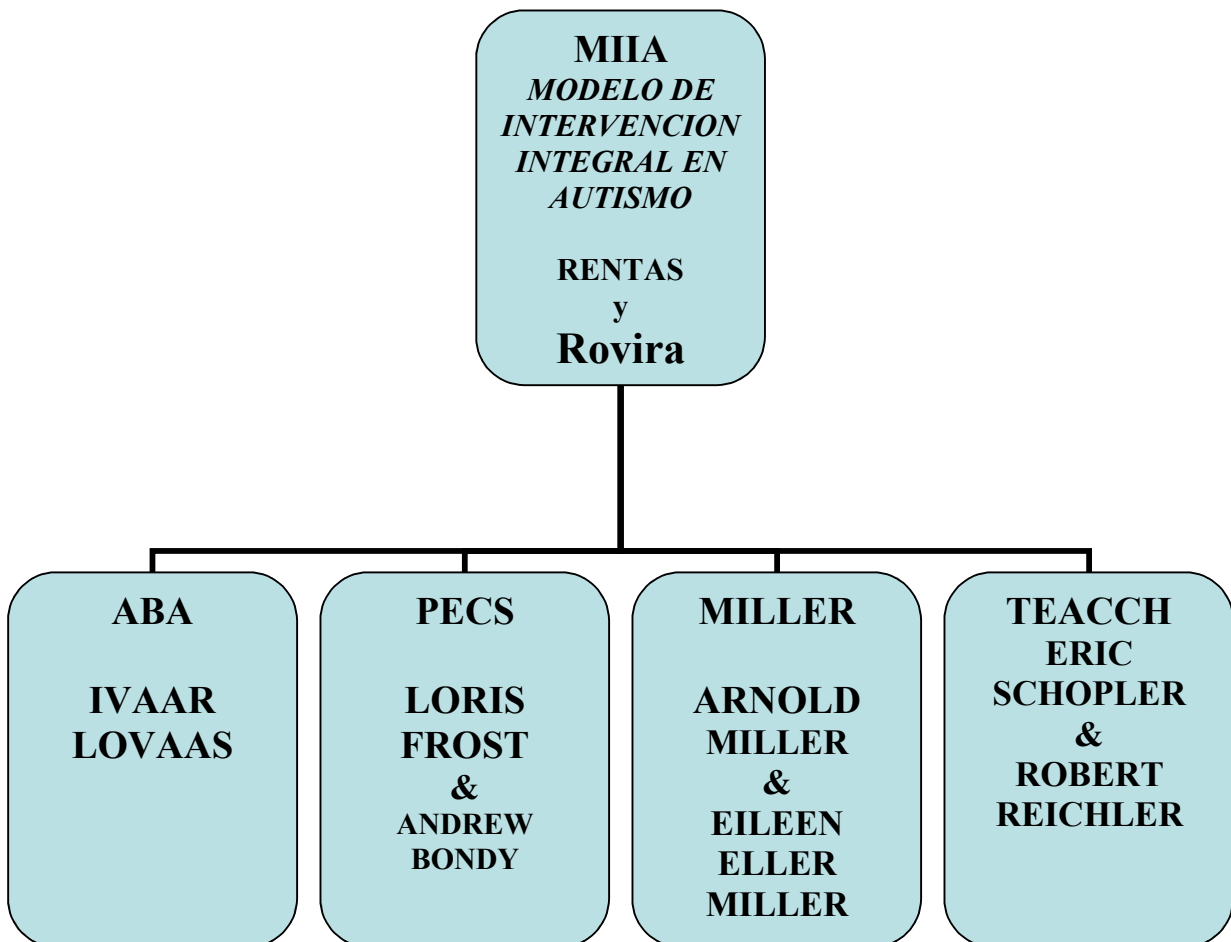 MIIA
MODELO DE
INTERVENCION
INTEGRAL EN
AUTISMO
RENTAS
y
Rovira
ABA
IVAAR
LOVAAS
PECS
LORIS
FROST
&
ANDREW
BONDY
MILLER
ARNOLD
MILLER
&
EILEEN
ELLER
MILLER
TEACCH
ERIC
SCHOPLER
&
ROBERT
REICHLER